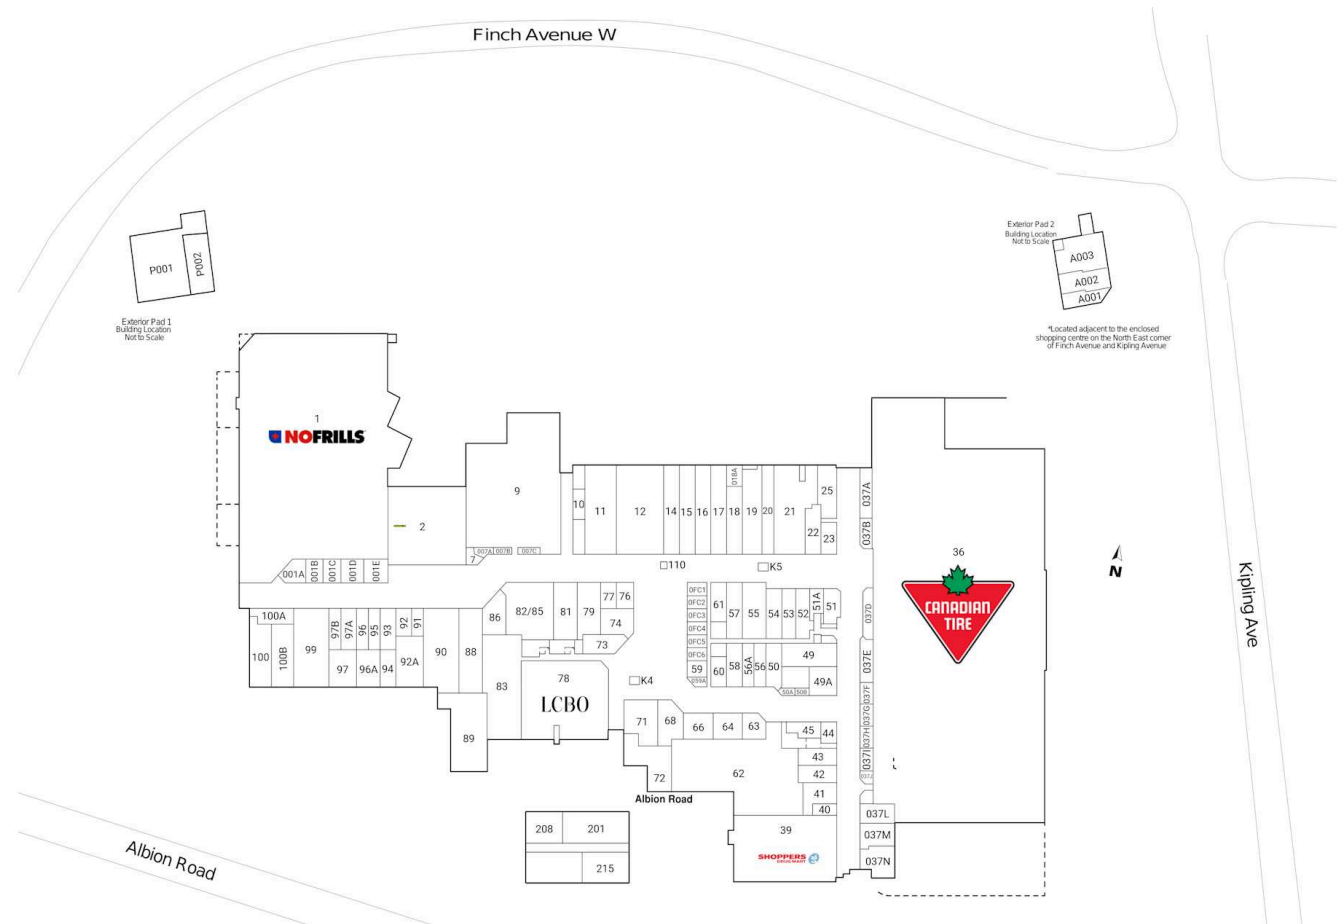 Finch Avenue W
Exterior Pad 2
Building Location
Not to Scale
P001
P002
A003
A002
A001
Exterior Pad 1
Building Location
Not to Scale
*Located adjacent to the enclosed
shopping centre on the North East corner
of Finch Avenue and Kipling Avenue
1
NOFRILLS
2
9
10
11
12
14
15
16
17
018A
18
19
20
21
22
25
23
037A
037B
36
CANADIAN
TIRE
N
Kipling Ave
7
007A
007B
007C
001A
001B
001C
001D
001E
110
K5
100A
100
100B
99
97B
97A
97
96
95
96A
93
94
92
91
92A
90
88
86
82/85
81
79
77
76
74
73
83
78
LCBO
89
K4
0FC1
0FC2
0FC3
0FC4
0FC5
0FC6
59
059A
61
57
55
54
53
52
51A
51
60
58
56A
56
50
49
49A
50A
50B
037D
037E
037F
037G
037H
037I
037J
037L
037M
037N
71
68
66
64
63
45
44
43
42
41
40
72
62
Albion Road
39
SHOPPERS
DRUG MART
208
201
215
Albion Road